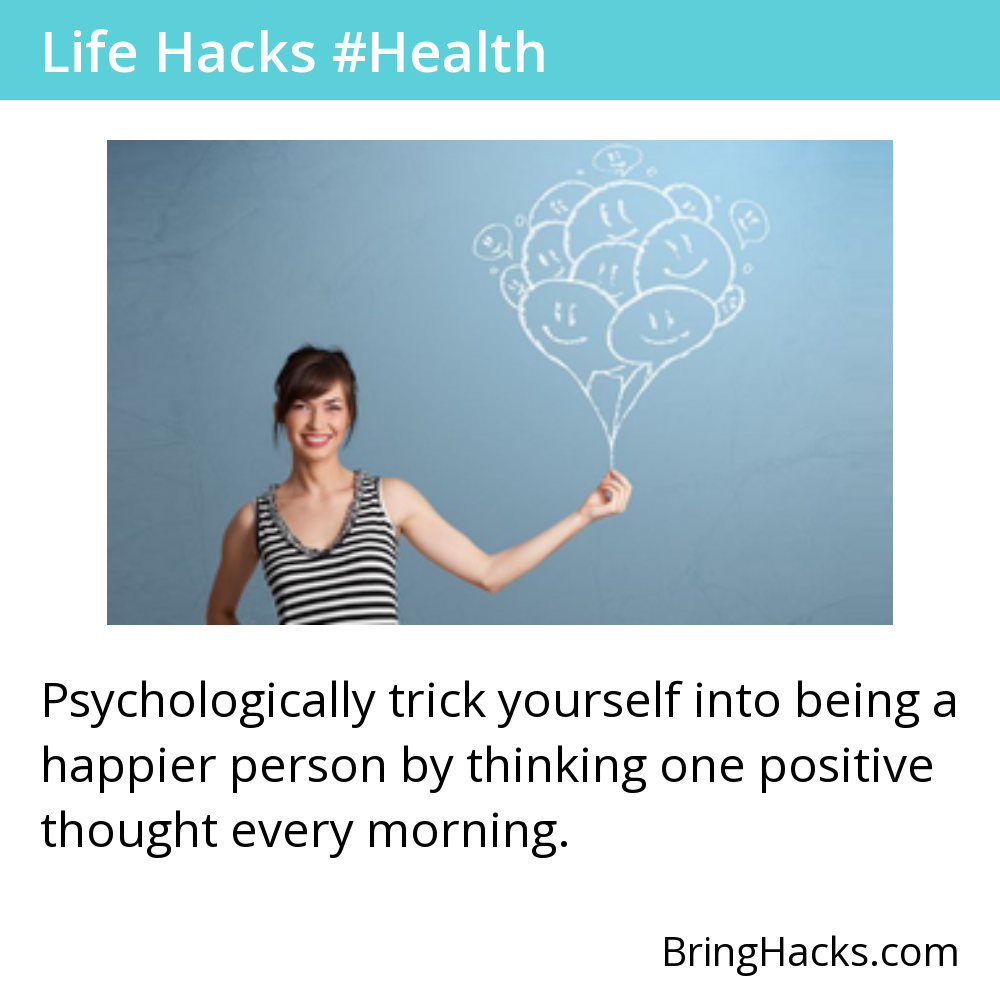 Life Hacks #Health
Psychologically trick yourself into being a
happier person by thinking one positive
thought every morning.
BringHacks.com